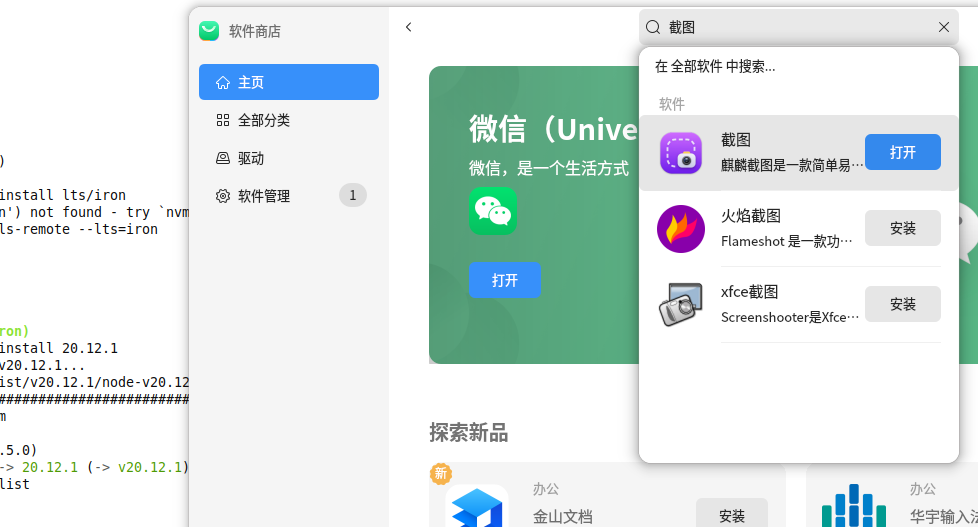 )
install lts/iron
n') not found - try `nvm
ls-remote --lts=iron
ron)
install 20.12.1
v20.12.1...
ist/v20.12.1/node-v20.12
########################
m
.5.0)
-> 20.12.1 (-> v20.12.1)
list
软件商店
主页
全部分类
驱动
软件管理
1
截图
在 全部软件 中搜索...
软件
截图
麒麟截图是一款简单易…
打开
火焰截图
Flameshot 是一款功…
安装
xfce截图
Screenshooter是Xfce…
安装
微信（Unive
微信，是一个生活方式
打开
探索新品
新
办公
金山文档
安装
办公
华宇输入法